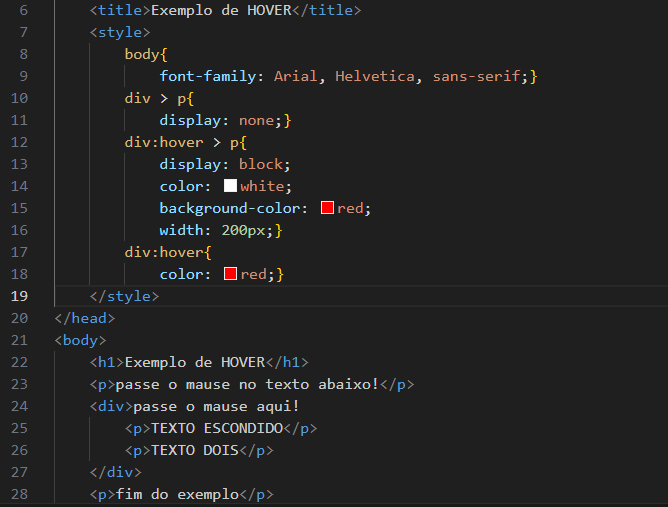 6 <title>Exemplo de HOVER</title>
7 <style>
8 body{
9 font-family: Arial, Helvetica, sans-serif;}
10 div > p{
11 display: none;}
12 div:hover > p{
13 display: block;
14 color: white;
15 background-color: red;
16 width: 200px;}
17 div:hover{
18 color: red;}
19 </style>
20 </head>
21 <body>
22 <h1>Exemplo de HOVER</h1>
23 <p>passe o mause no texto abaixo!</p>
24 <div>passe o mause aqui!
25 <p>TEXTO ESCONDIDO</p>
26 <p>TEXTO DOIS</p>
27 </div>
28 <p>fim do exemplo</p>